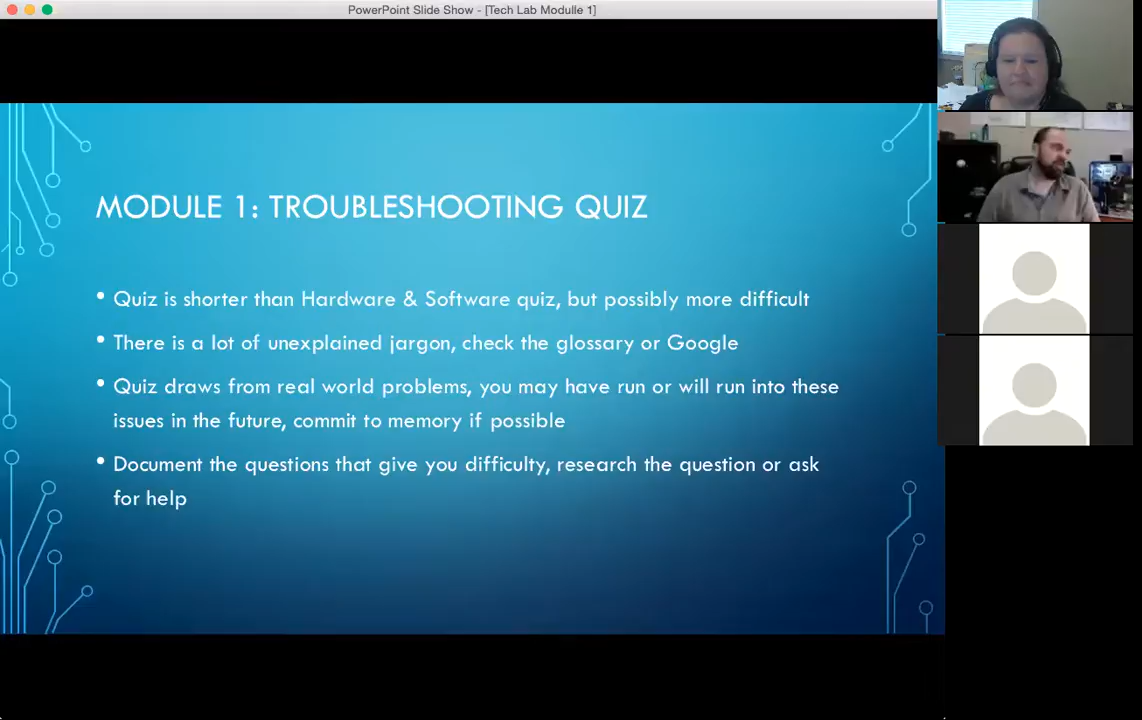 PowerPoint Slide Show - [Tech Lab Modulle 1]
MODULE 1: TROUBLESHOOTING QUIZ
• Quiz is shorter than Hardware & Software quiz, but possibly more difficult
• There is a lot of unexplained jargon, check the glossary or Google
• Quiz draws from real world problems, you may have run or will run into these
issues in the future, commit to memory if possible
• Document the questions that give you difficulty, research the question or ask
for help